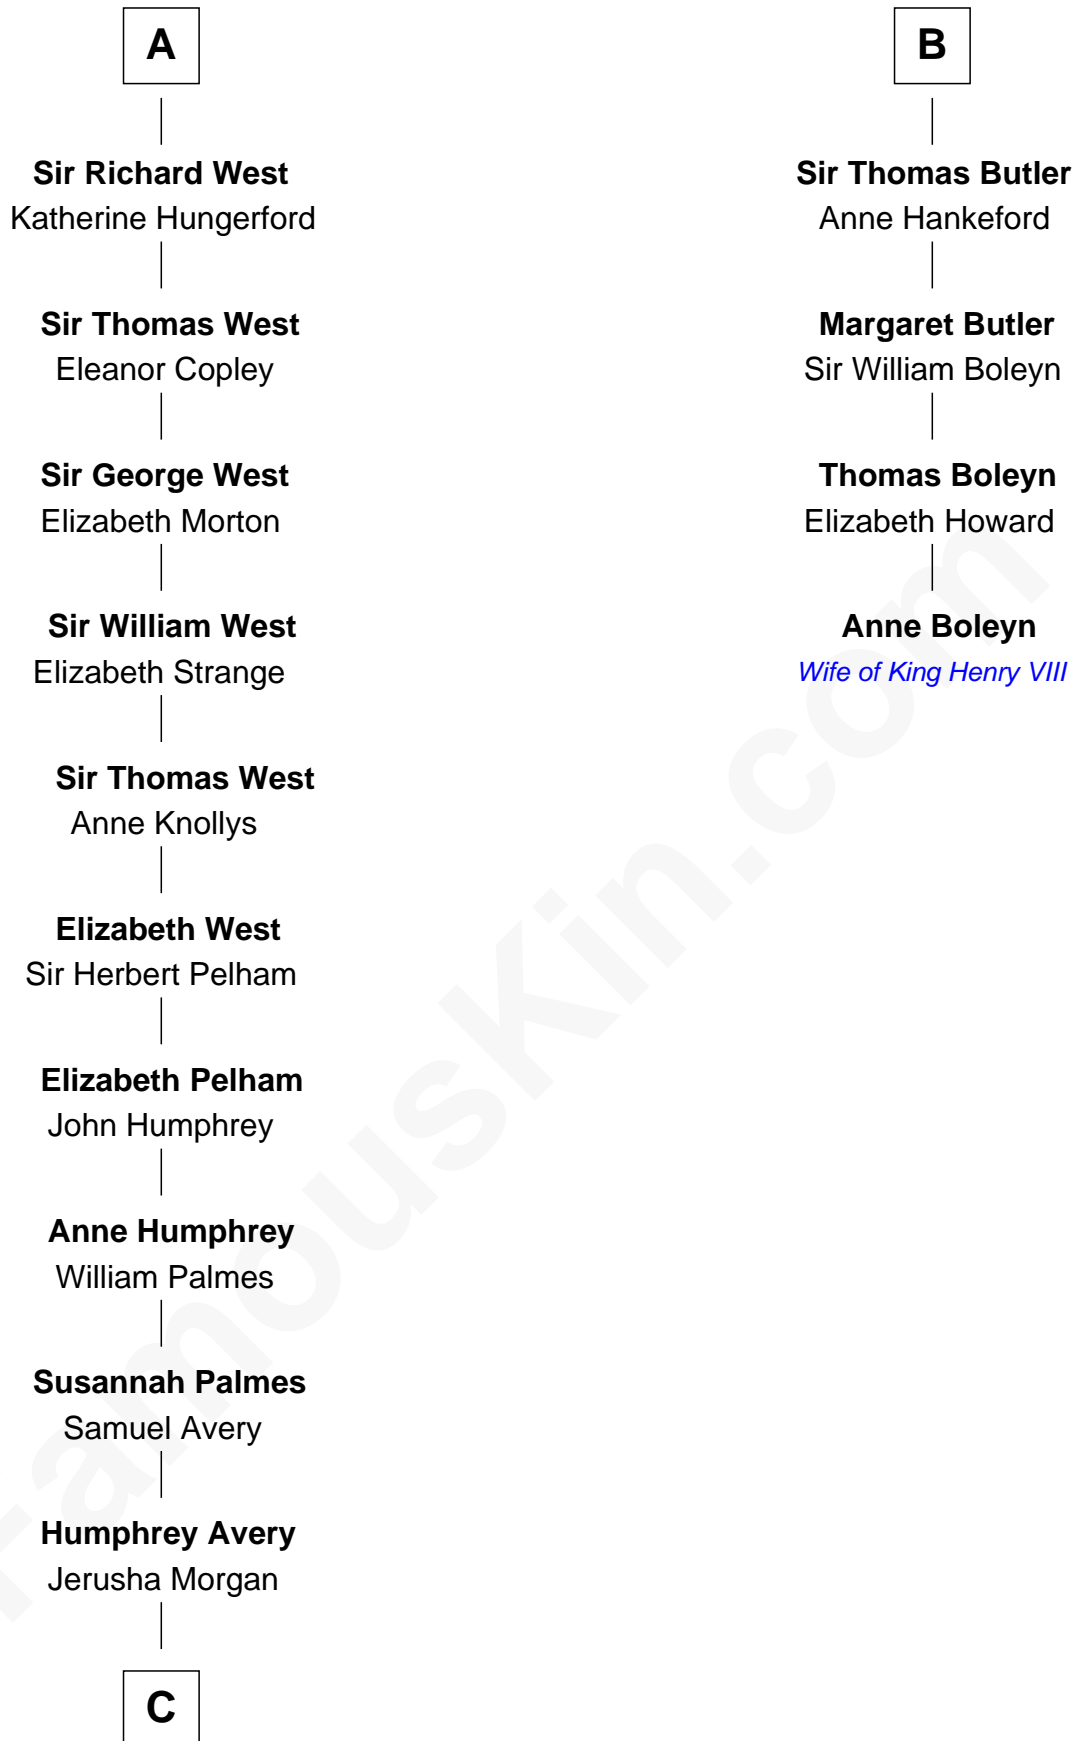 A
Sir Richard West
Katherine Hungerford
Sir Thomas West
Eleanor Copley
Sir George West
Elizabeth Morton
Sir William West
Elizabeth Strange
Sir Thomas West
Anne Knollys
Elizabeth West
Sir Herbert Pelham
Elizabeth Pelham
John Humphrey
Anne Humphrey
William Palmes
Susannah Palmes
Samuel Avery
Humphrey Avery
Jerusha Morgan
C
B
Sir Thomas Butler
Anne Hankeford
Margaret Butler
Sir William Boleyn
Thomas Boleyn
Elizabeth Howard
Anne Boleyn
Wife of King Henry VIII
FamousKin.com